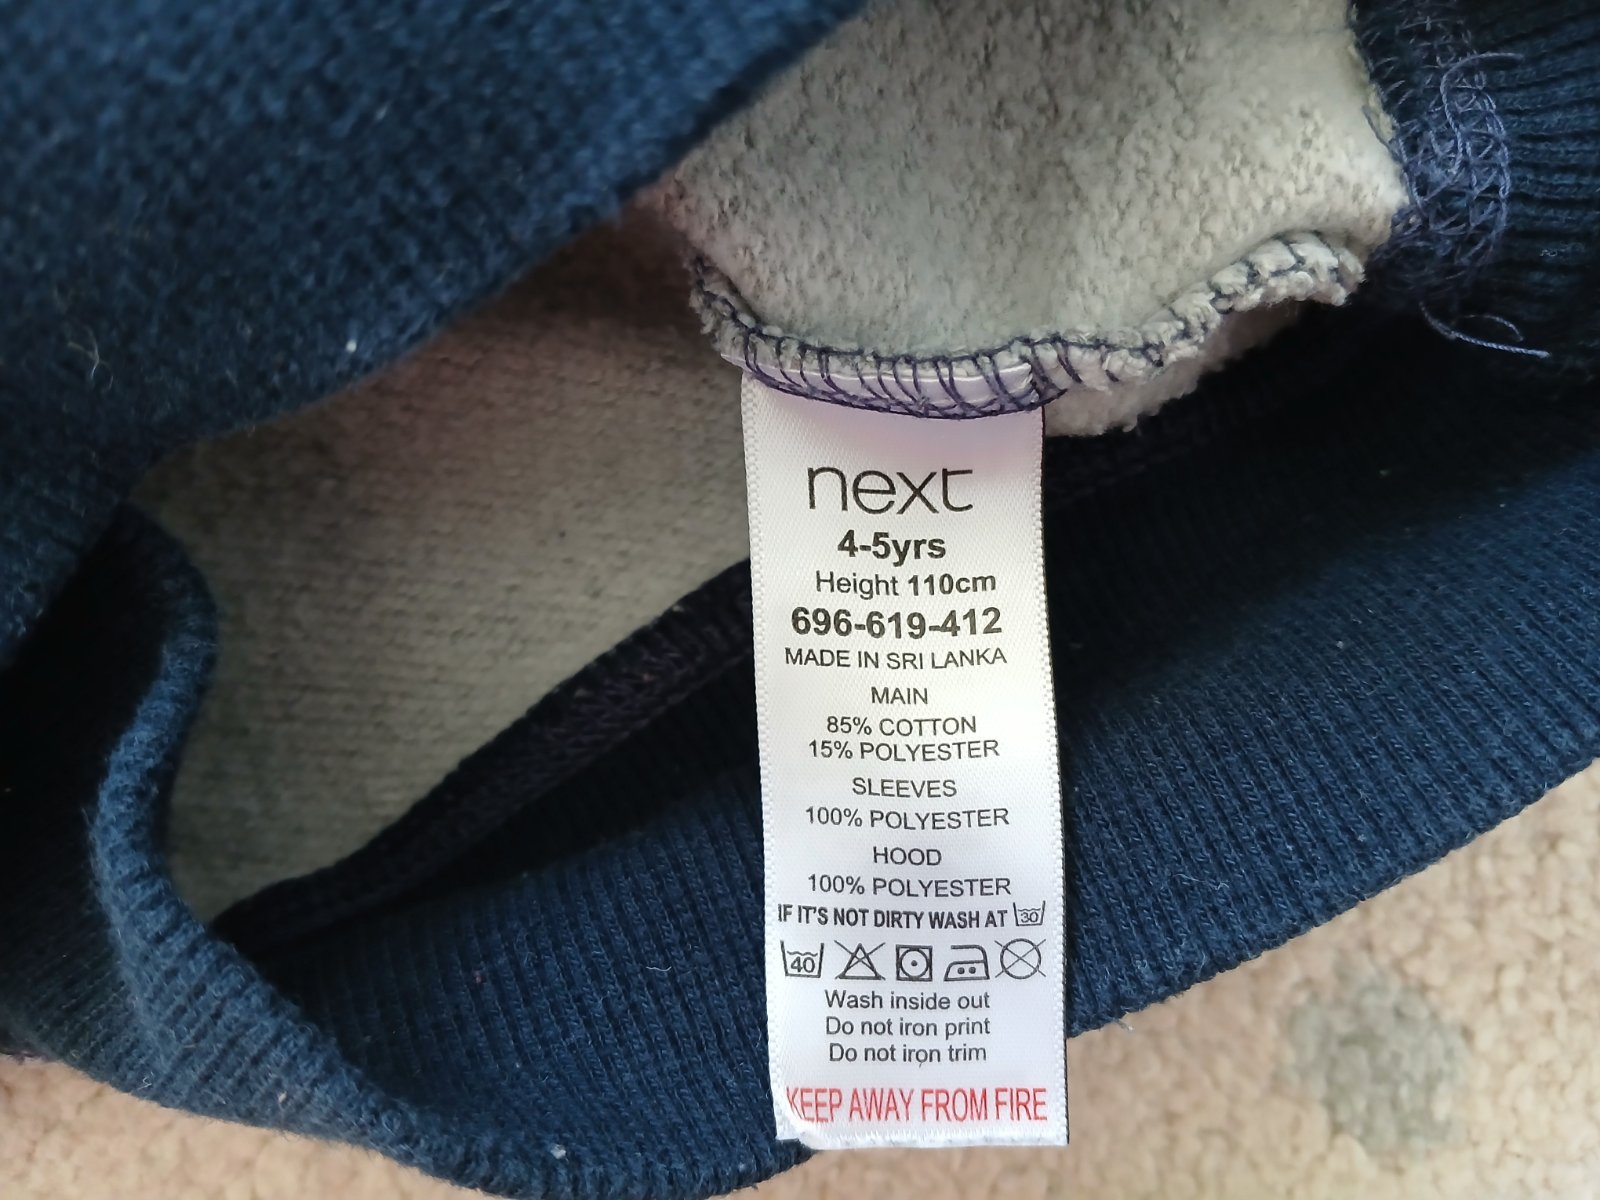 next
4-5yrs
Height 110cm
696-619-412
MADE IN SRI LANKA
MAIN
85% COTTON
15% POLYESTER
SLEEVES
100% POLYESTER
HOOD
100% POLYESTER
IF IT'S NOT DIRTY WASH AT 30
40
Wash inside out
Do not iron print
Do not iron trim
KEEP AWAY FROM FIRE